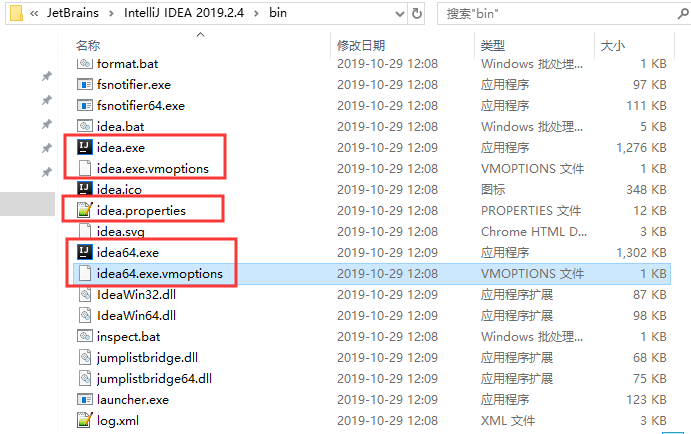 « JetBrains › IntelliJ IDEA 2019.2.4 › bin 搜索"bin"
名称 修改日期 类型 大小
format.bat 2019-10-29 12:08 Windows 批处理... 1 KB
fsnotifier.exe 2019-10-29 12:08 应用程序 97 KB
fsnotifier64.exe 2019-10-29 12:08 应用程序 111 KB
idea.bat 2019-10-29 12:08 Windows 批处理... 5 KB
idea.exe 2019-10-29 12:09 应用程序 1,276 KB
idea.exe.vmoptions 2019-10-29 12:08 VMOPTIONS 文件 1 KB
idea.ico 2019-10-29 12:08 图标 348 KB
idea.properties 2019-10-29 12:08 PROPERTIES 文件 12 KB
idea.svg 2019-10-29 12:08 Chrome HTML D... 3 KB
idea64.exe 2019-10-29 12:09 应用程序 1,302 KB
idea64.exe.vmoptions 2019-10-29 12:08 VMOPTIONS 文件 1 KB
IdeaWin32.dll 2019-10-29 12:09 应用程序扩展 87 KB
IdeaWin64.dll 2019-10-29 12:09 应用程序扩展 98 KB
inspect.bat 2019-10-29 12:08 Windows 批处理... 1 KB
jumplistbridge.dll 2019-10-29 12:09 应用程序扩展 68 KB
jumplistbridge64.dll 2019-10-29 12:09 应用程序扩展 75 KB
launcher.exe 2019-10-29 12:09 应用程序 123 KB
log.xml 2019-10-29 12:08 XML 文件 3 KB